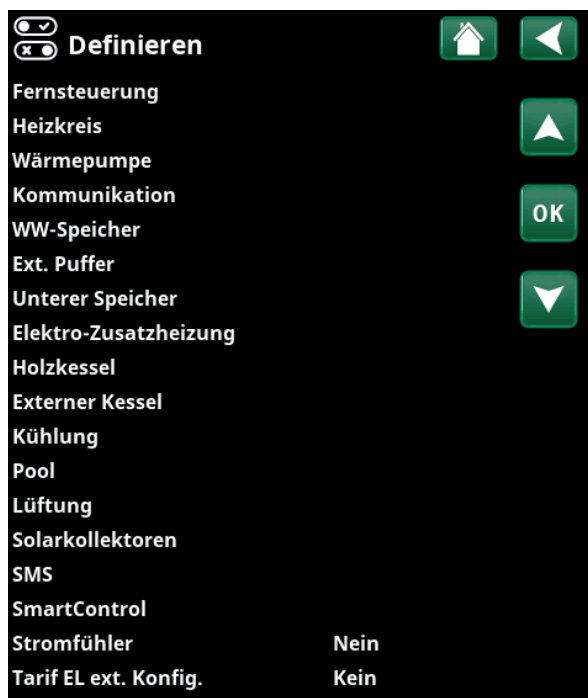 Definieren
Fernsteuerung
Heizkreis
Wärmepumpe
Kommunikation
OK
WW-Speicher
Ext. Puffer
Unterer Speicher
Elektro-Zusatzheizung
Holzkessel
Externer Kessel
Kühlung
Pool
Lüftung
Solarkollektoren
SMS
SmartControl
Stromfühler Nein
Tarif EL ext. Konfig. Kein